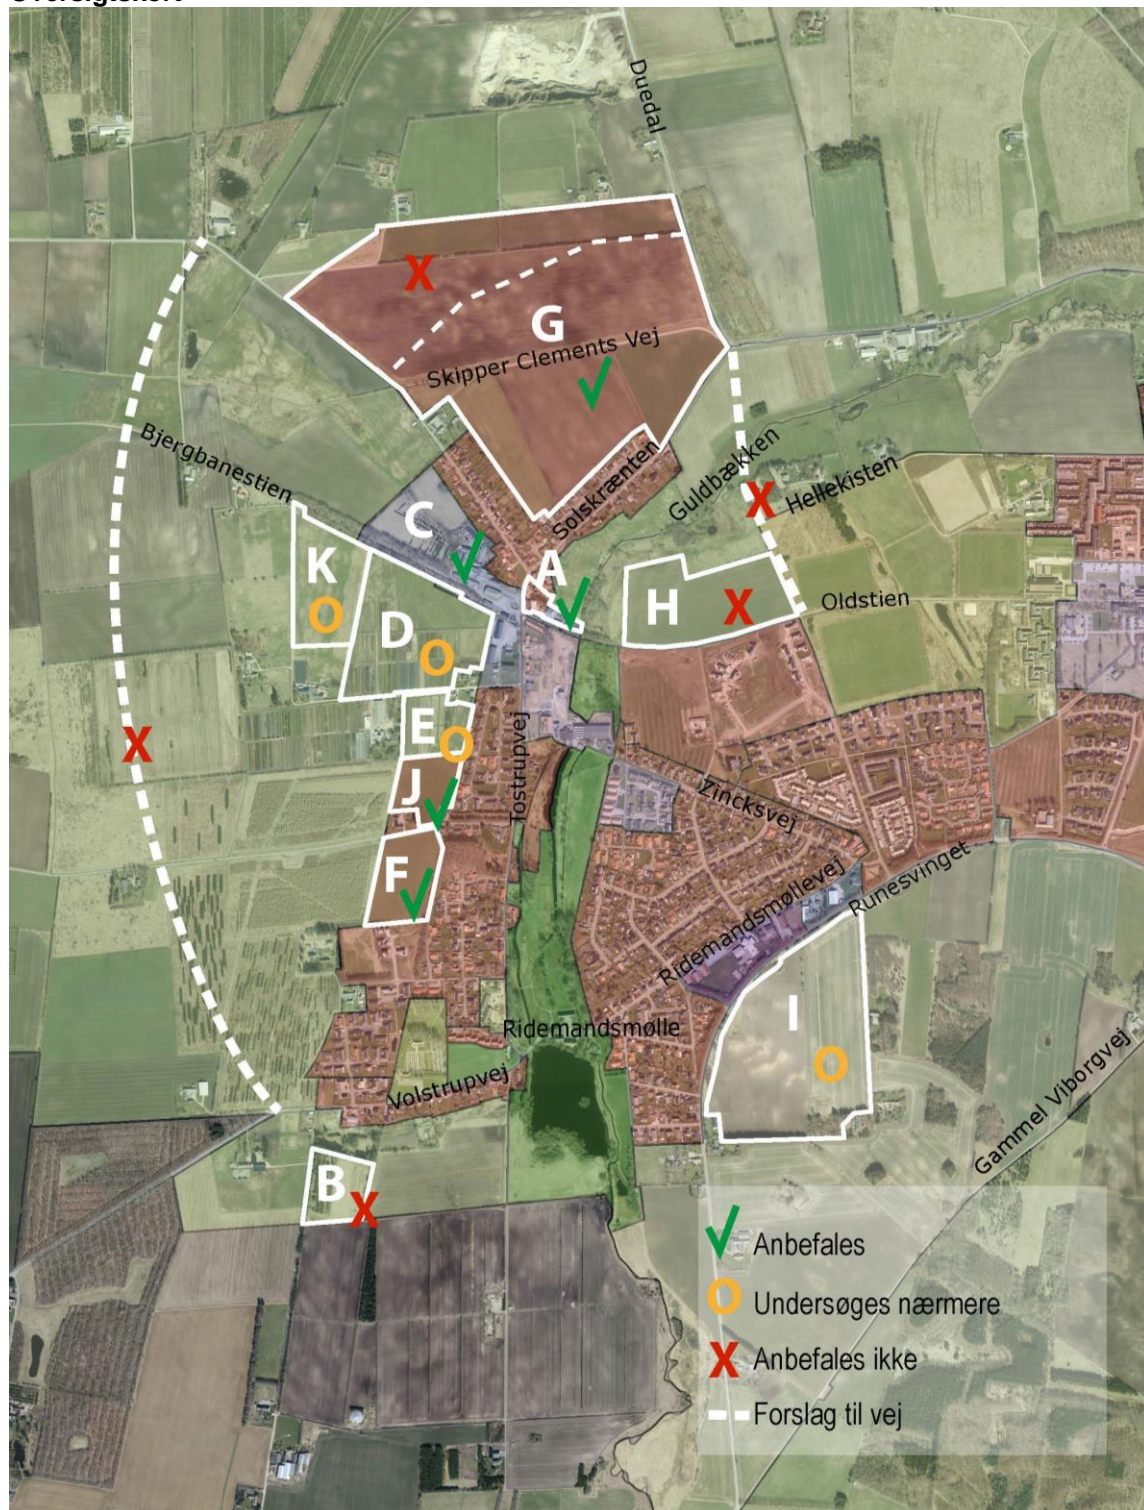 Oversigtskort
Duedal
X
G
Skipper Clements Vej
Bjergbanestien
Solskrænten
Guldbækken
Hellekisten
X
C
A
K
O
D
O
H
X
Oldstien
E
O
X
J
Tostrupvej
Zincksvej
F
Ridemandsmøllevej
Runesvinget
I
O
Ridemandsmølle
Volstrupvej
Gammel Viborgvej
B
X
Anbefales
O Undersøges nærmere
X Anbefales ikke
Forslag til vej